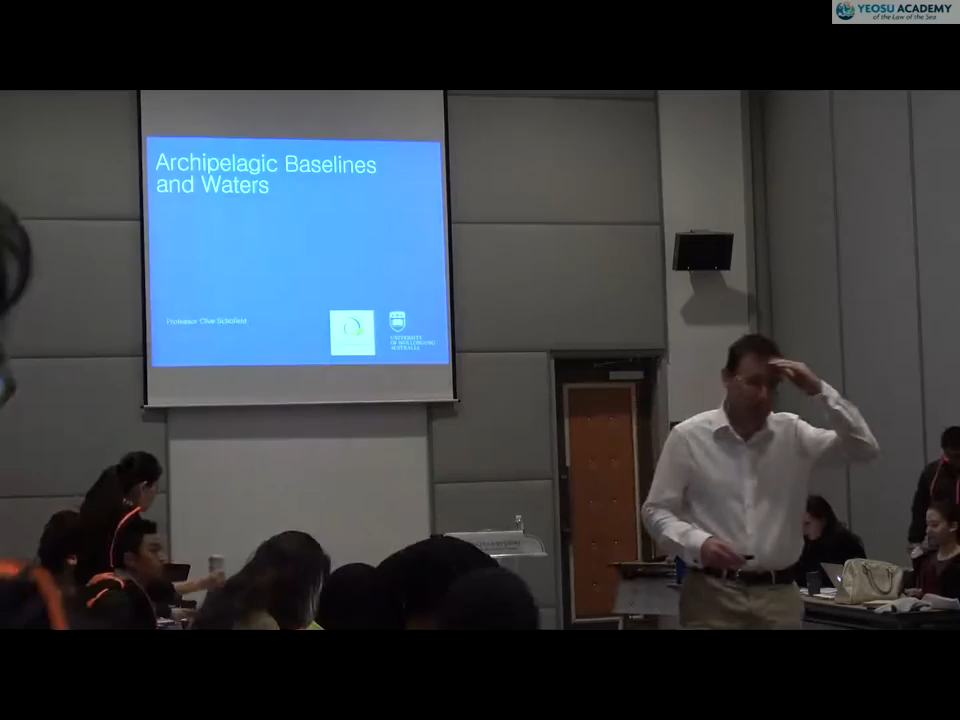 YEOSU ACADEMY
of the Law of the Sea
Archipelagic Baselines
and Waters
Professor Clive Schofield
UNIVERSITY
OF WOLLONGONG
AUSTRALIA